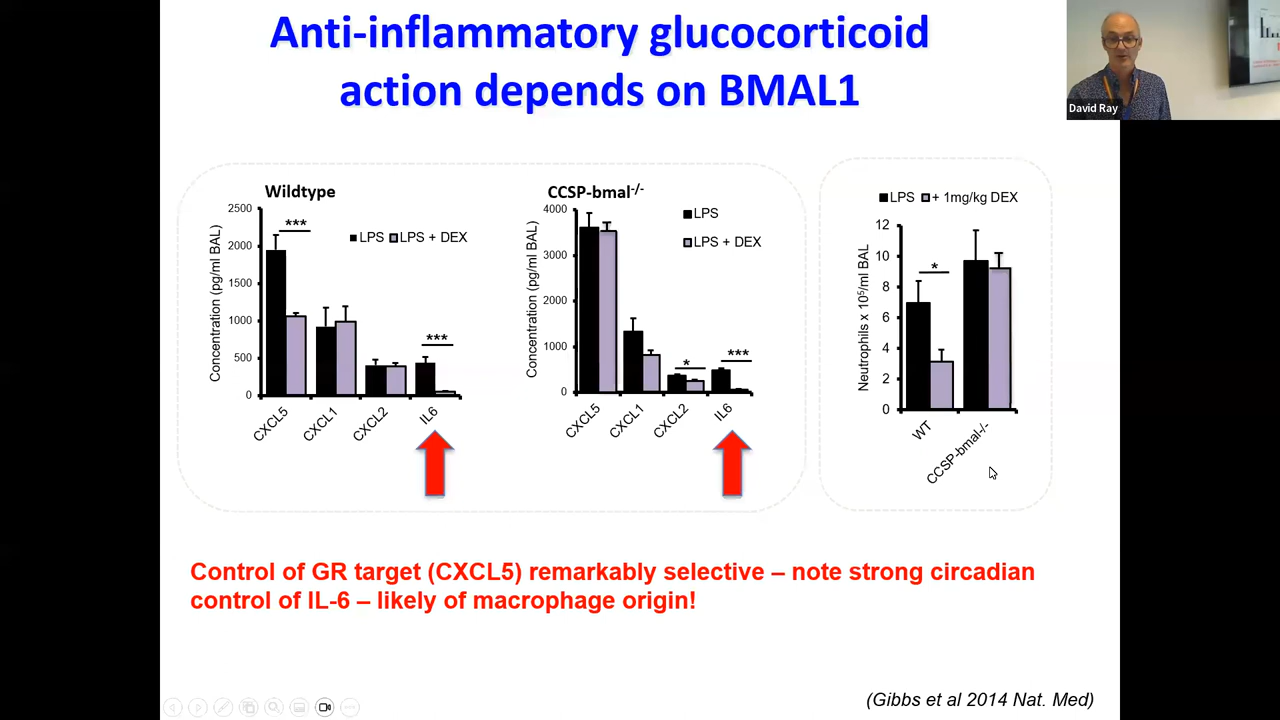 Anti-inflammatory glucocorticoid
action depends on BMAL1
David Ray
Wildtype
LPS LPS + DEX
Concentration (pg/ml BAL)
2500
2000
1500
1000
500
0
***
***
CXCL5
CXCL1
CXCL2
IL6
CCSP-bmal-/-
LPS
LPS + DEX
Concentration (pg/ml BAL)
4000
3000
2000
1000
0
*
***
CXCL5
CXCL1
CXCL2
IL6
LPS + 1mg/kg DEX
Neutrophils x 10⁵/ml BAL
12
10
8
6
4
2
0
*
WT
CCSP-bmal-/-
Control of GR target (CXCL5) remarkably selective – note strong circadian
control of IL-6 – likely of macrophage origin!
(Gibbs et al 2014 Nat. Med)